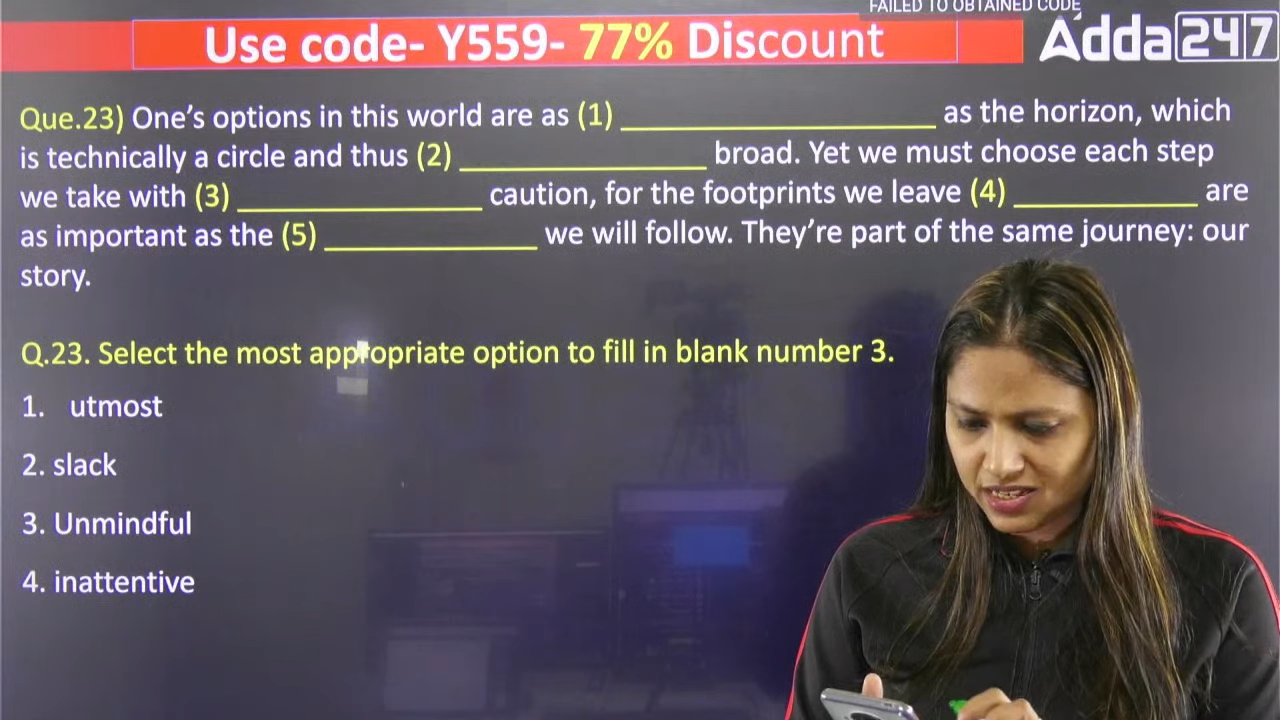 FAILED TO OBTAINED CODE
Use code- Y559- 77% Discount
Adda 247
Que.23) One's options in this world are as (1) ____________________ as the horizon, which
is technically a circle and thus (2) ________________ broad. Yet we must choose each step
we take with (3) ________________ caution, for the footprints we leave (4) ____________ are
as important as the (5) ______________ we will follow. They're part of the same journey: our
story.
Q.23. Select the most appropriate option to fill in blank number 3.
1. utmost
2. slack
3. Unmindful
4. inattentive